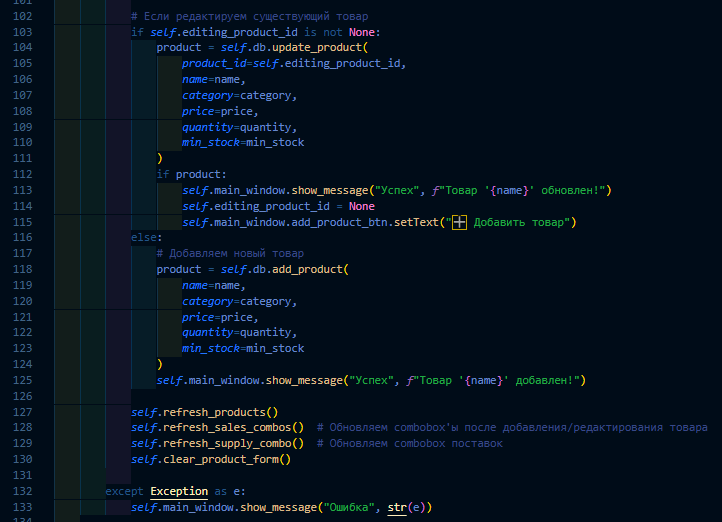 101
102 # Если редактируем существующий товар
103 if self.editing_product_id is not None:
104 product = self.db.update_product(
105 product_id=self.editing_product_id,
106 name=name,
107 category=category,
108 price=price,
109 quantity=quantity,
110 min_stock=min_stock
111 )
112 if product:
113 self.main_window.show_message("Успех", f"Товар '{name}' обновлен!")
114 self.editing_product_id = None
115 self.main_window.add_product_btn.setText("➕ Добавить товар")
116 else:
117 # Добавляем новый товар
118 product = self.db.add_product(
119 name=name,
120 category=category,
121 price=price,
122 quantity=quantity,
123 min_stock=min_stock
124 )
125 self.main_window.show_message("Успех", f"Товар '{name}' добавлен!")
126
127 self.refresh_products()
128 self.refresh_sales_combos() # Обновляем combobox'ы после добавления/редактирования товара
129 self.refresh_supply_combo() # Обновляем combobox поставок
130 self.clear_product_form()
131
132 except Exception as e:
133 self.main_window.show_message("Ошибка", str(e))
134